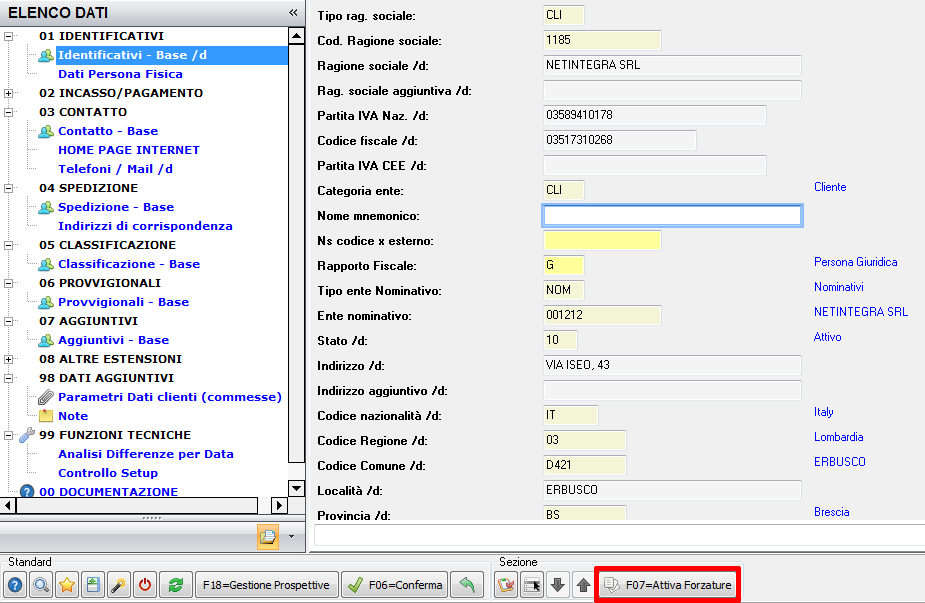 ELENCO DATI «
01 IDENTIFICATIVI
Identificativi - Base /d
Dati Persona Fisica
02 INCASSO/PAGAMENTO
03 CONTATTO
Contatto - Base
HOME PAGE INTERNET
Telefoni / Mail /d
04 SPEDIZIONE
Spedizione - Base
Indirizzi di corrispondenza
05 CLASSIFICAZIONE
Classificazione - Base
06 PROVVIGIONALI
Provvigionali - Base
07 AGGIUNTIVI
Aggiuntivi - Base
08 ALTRE ESTENSIONI
98 DATI AGGIUNTIVI
Parametri Dati clienti (commesse)
Note
99 FUNZIONI TECNICHE
Analisi Differenze per Data
Controllo Setup
00 DOCUMENTAZIONE
Tipo rag. sociale: CLI
Cod. Ragione sociale: 1185
Ragione sociale /d: NETINTEGRA SRL
Rag. sociale aggiuntiva /d:
Partita IVA Naz. /d: 03589410178
Codice fiscale /d: 03517310268
Partita IVA CEE /d:
Categoria ente: CLI Cliente
Nome mnemonico:
Ns codice x esterno:
Rapporto Fiscale: G Persona Giuridica
Tipo ente Nominativo: NOM Nominativi
Ente nominativo: 001212 NETINTEGRA SRL
Stato /d: 10 Attivo
Indirizzo /d: VIA ISEO, 43
Indirizzo aggiuntivo /d:
Codice nazionalità /d: IT Italy
Codice Regione /d: 03 Lombardia
Codice Comune /d: D421 ERBUSCO
Località /d: ERBUSCO
Provincia /d: BS Brescia
Standard
F18=Gestione Prospettive
F06=Conferma
Sezione
F07=Attiva Forzature